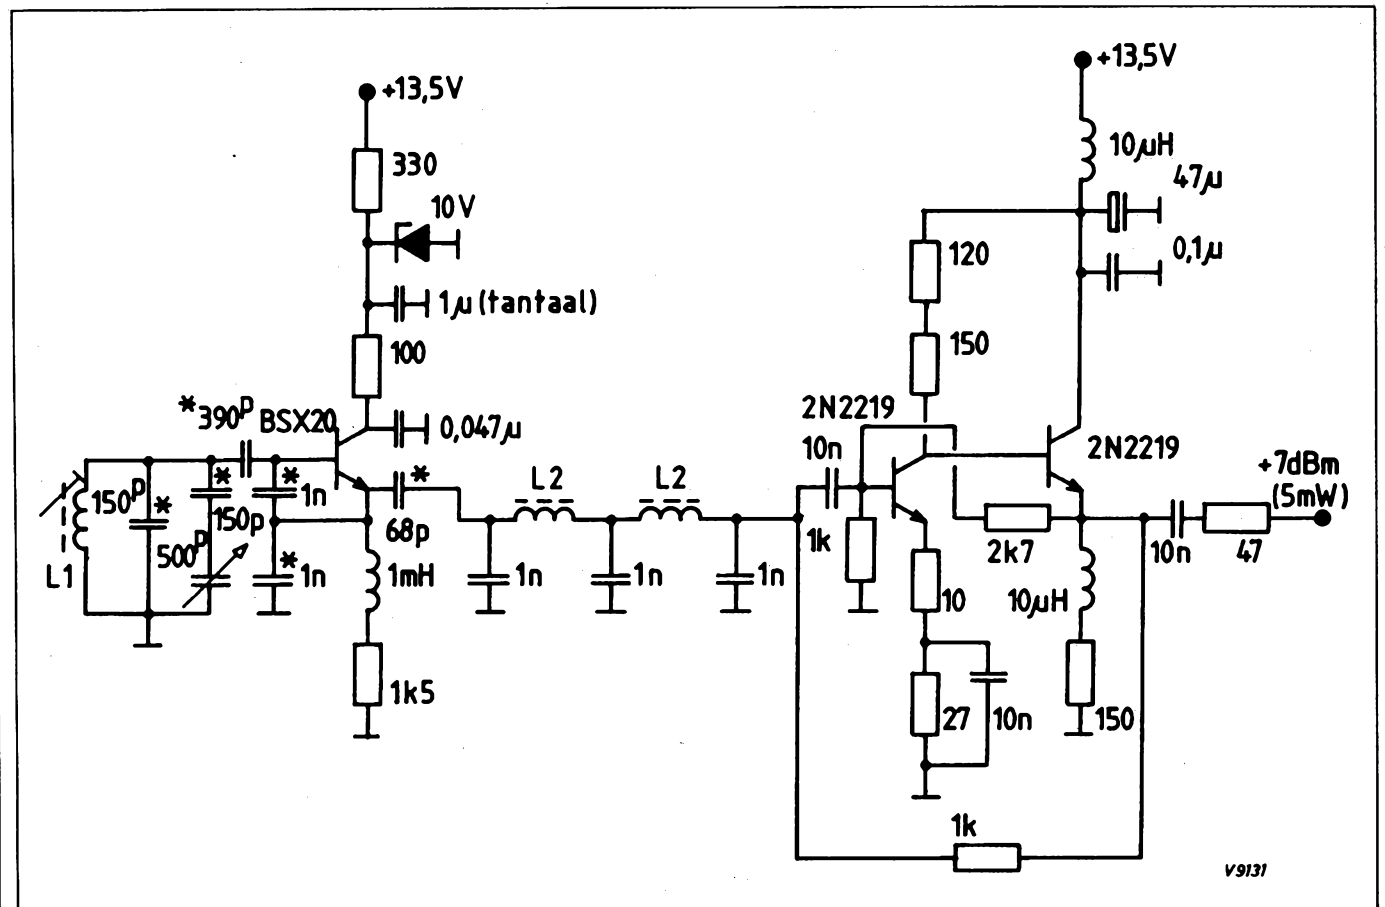 +13,5V
+13,5V
330
10µH
47µ
10V
120
0,1µ
1µ (tantaal)
150
100
2N2219
*390p BSX20
0,047µ
10n
2N2219
+7dBm
(5mW)
L2
L2
150p
*
*
*
1n
*
150p
68p
1k
2k7
10n
47
500p
L1
*
1n
1mH
1n
1n
1n
10
10µH
1k5
27
10n
150
1k
V9131